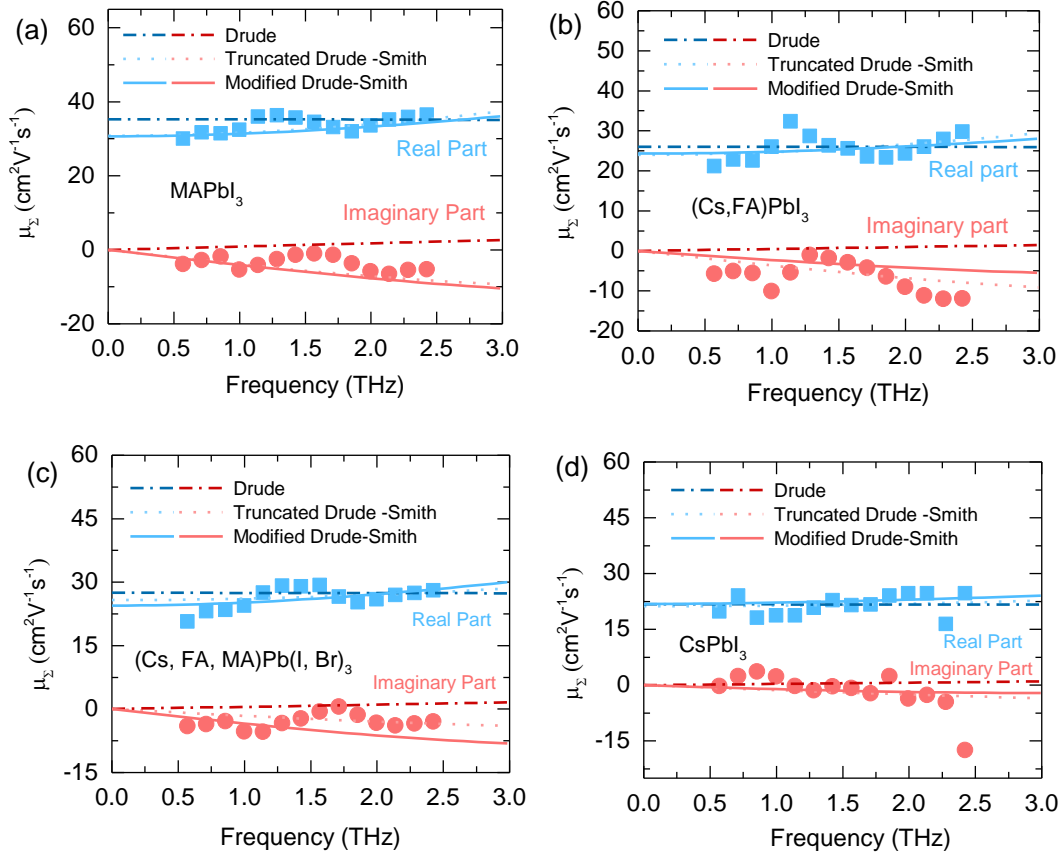 (a)
60
40
20
0
-20
μΣ (cm²V⁻¹s⁻¹)
Drude
Truncated Drude -Smith
Modified Drude-Smith
Real Part
MAPbI₃
Imaginary Part
0.0 0.5 1.0 1.5 2.0 2.5 3.0
Frequency (THz)
(b)
60
50
40
30
20
10
0
-10
-20
μΣ (cm²V⁻¹s⁻¹)
Drude
Truncated Drude -Smith
Modified Drude-Smith
Real part
(Cs,FA)PbI₃
Imaginary part
0.0 0.5 1.0 1.5 2.0 2.5 3.0
Frequency (THz)
(c)
60
45
30
15
0
-15
μΣ (cm²V⁻¹s⁻¹)
Drude
Truncated Drude -Smith
Modified Drude-Smith
Real Part
(Cs, FA, MA)Pb(I, Br)₃
Imaginary Part
0.0 0.5 1.0 1.5 2.0 2.5 3.0
Frequency (THz)
(d)
60
45
30
15
0
-15
μΣ (cm²V⁻¹s⁻¹)
Drude
Truncated Drude -Smith
Modified Drude-Smith
Real Part
CsPbI₃
Imaginary Part
0.0 0.5 1.0 1.5 2.0 2.5 3.0
Frequency (THz)